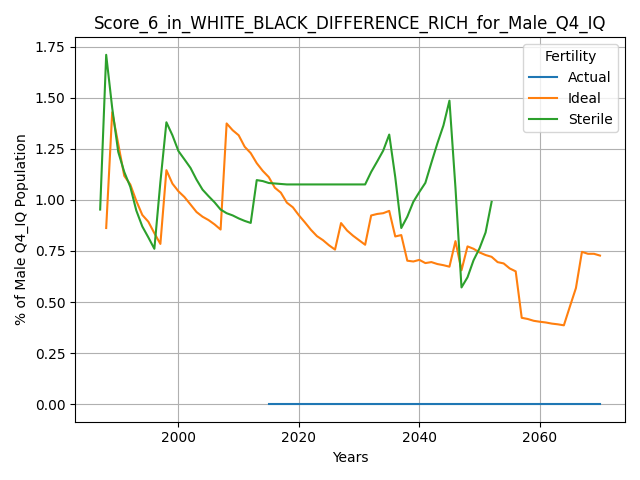 Score_6_in_WHITE_BLACK_DIFFERENCE_RICH_for_Male_Q4_IQ
Fertility
Actual
Ideal
Sterile
% of Male Q4_IQ Population
1.75
1.50
1.25
1.00
0.75
0.50
0.25
0.00
2000 2020 2040 2060
Years